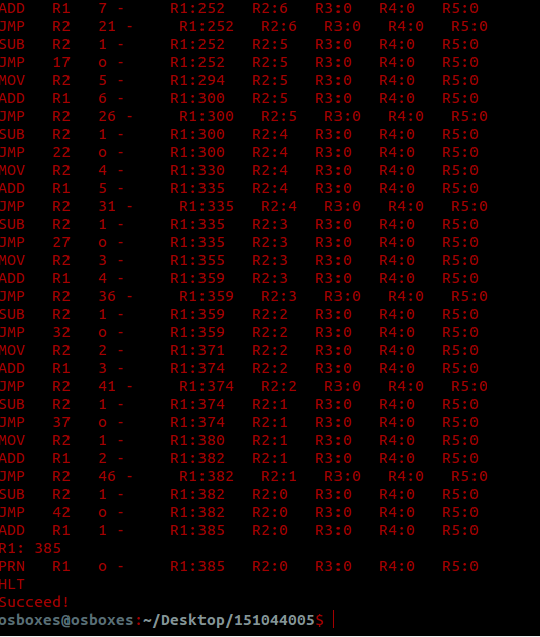 ADD R1 7 - R1:252 R2:6 R3:0 R4:0 R5:0
JMP R2 21 - R1:252 R2:6 R3:0 R4:0 R5:0
SUB R2 1 - R1:252 R2:5 R3:0 R4:0 R5:0
JMP 17 o - R1:252 R2:5 R3:0 R4:0 R5:0
MOV R2 5 - R1:294 R2:5 R3:0 R4:0 R5:0
ADD R1 6 - R1:300 R2:5 R3:0 R4:0 R5:0
JMP R2 26 - R1:300 R2:5 R3:0 R4:0 R5:0
SUB R2 1 - R1:300 R2:4 R3:0 R4:0 R5:0
JMP 22 o - R1:300 R2:4 R3:0 R4:0 R5:0
MOV R2 4 - R1:330 R2:4 R3:0 R4:0 R5:0
ADD R1 5 - R1:335 R2:4 R3:0 R4:0 R5:0
JMP R2 31 - R1:335 R2:4 R3:0 R4:0 R5:0
SUB R2 1 - R1:335 R2:3 R3:0 R4:0 R5:0
JMP 27 o - R1:335 R2:3 R3:0 R4:0 R5:0
MOV R2 3 - R1:355 R2:3 R3:0 R4:0 R5:0
ADD R1 4 - R1:359 R2:3 R3:0 R4:0 R5:0
JMP R2 36 - R1:359 R2:3 R3:0 R4:0 R5:0
SUB R2 1 - R1:359 R2:2 R3:0 R4:0 R5:0
JMP 32 o - R1:359 R2:2 R3:0 R4:0 R5:0
MOV R2 2 - R1:371 R2:2 R3:0 R4:0 R5:0
ADD R1 3 - R1:374 R2:2 R3:0 R4:0 R5:0
JMP R2 41 - R1:374 R2:2 R3:0 R4:0 R5:0
SUB R2 1 - R1:374 R2:1 R3:0 R4:0 R5:0
JMP 37 o - R1:374 R2:1 R3:0 R4:0 R5:0
MOV R2 1 - R1:380 R2:1 R3:0 R4:0 R5:0
ADD R1 2 - R1:382 R2:1 R3:0 R4:0 R5:0
JMP R2 46 - R1:382 R2:1 R3:0 R4:0 R5:0
SUB R2 1 - R1:382 R2:0 R3:0 R4:0 R5:0
JMP 42 o - R1:382 R2:0 R3:0 R4:0 R5:0
ADD R1 1 - R1:385 R2:0 R3:0 R4:0 R5:0
R1: 385
PRN R1 o - R1:385 R2:0 R3:0 R4:0 R5:0
HLT
Succeed!
osboxes@osboxes:~/Desktop/151044005$